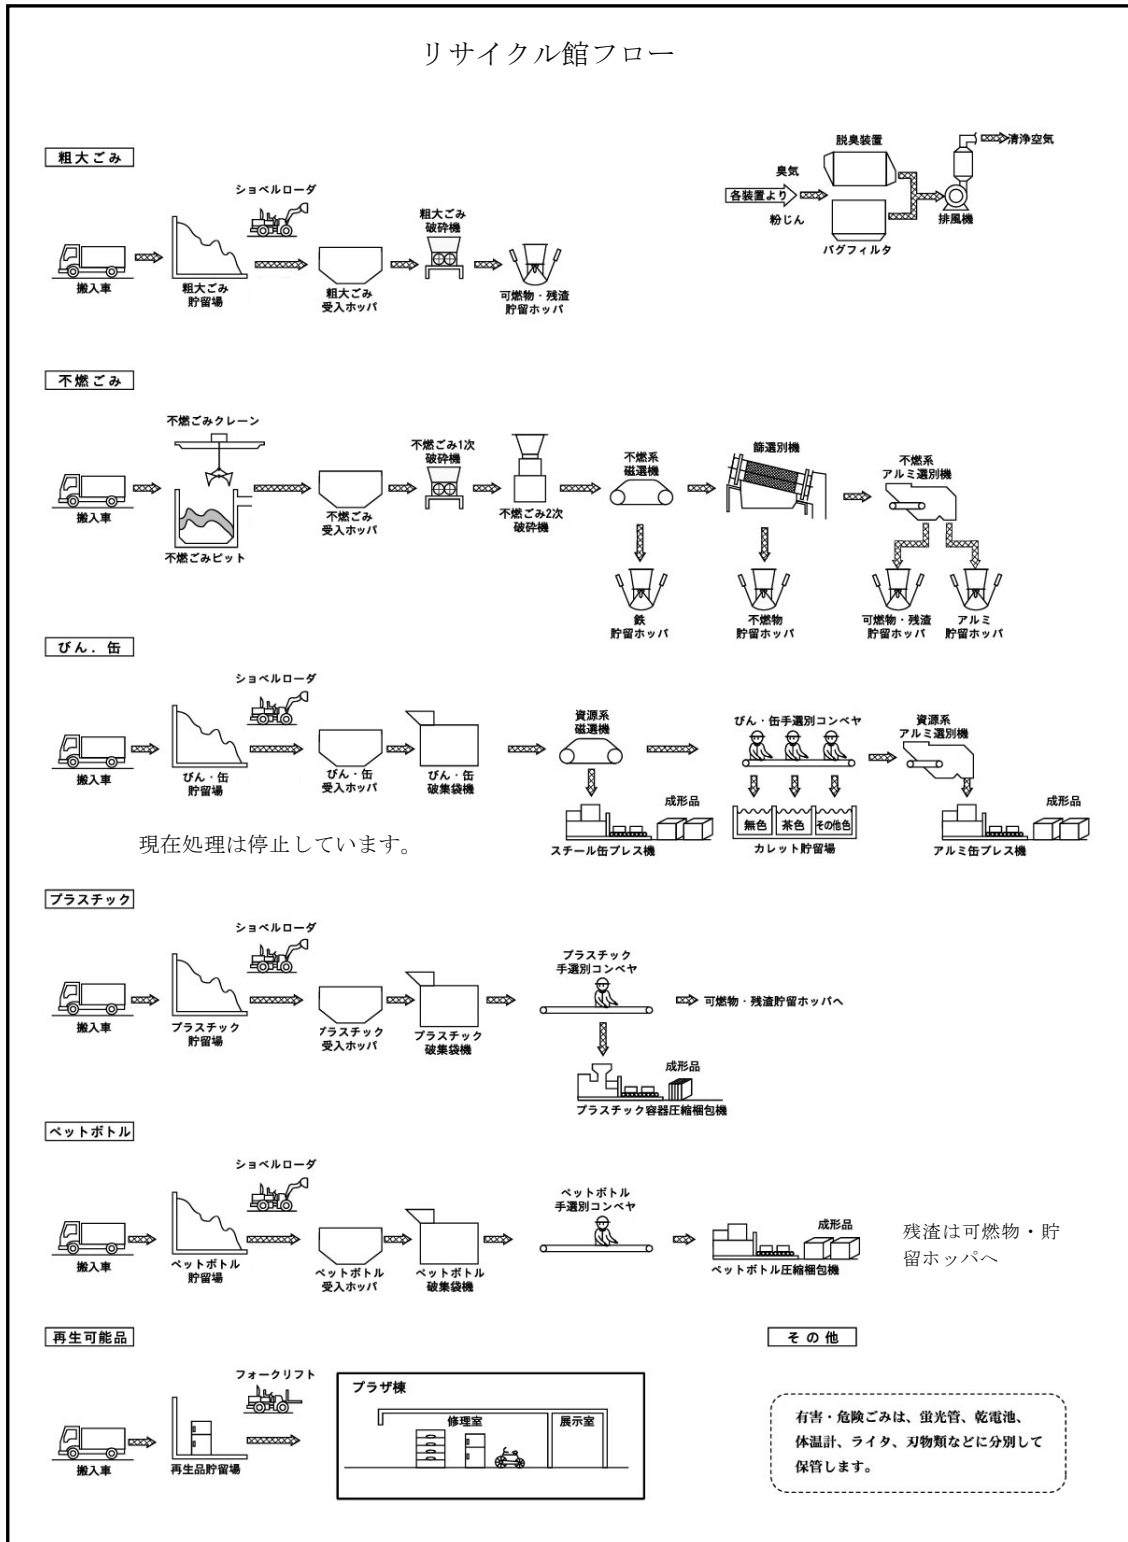 リサイクル館フロー
粗大ごみ
ショベルローダ
搬入車
粗大ごみ
貯留場
粗大ごみ
受入ホッパ
粗大ごみ
破砕機
可燃物・残渣
貯留ホッパ
各装置より
臭気
粉じん
脱臭装置
バグフィルタ
排風機
清浄空気
不燃ごみ
不燃ごみクレーン
搬入車
不燃ごみピット
不燃ごみ
受入ホッパ
不燃ごみ1次
破砕機
不燃ごみ2次
破砕機
不燃系
磁選機
鉄
貯留ホッパ
篩選別機
不燃物
貯留ホッパ
不燃系
アルミ選別機
可燃物・残渣
貯留ホッパ
アルミ
貯留ホッパ
びん．缶
ショベルローダ
搬入車
びん・缶
貯留場
びん・缶
受入ホッパ
びん・缶
破集袋機
資源系
磁選機
成形品
スチール缶プレス機
びん・缶手選別コンベヤ
無色
茶色
その他色
カレット貯留場
資源系
アルミ選別機
成形品
アルミ缶プレス機
現在処理は停止しています。
プラスチック
ショベルローダ
搬入車
プラスチック
貯留場
プラスチック
受入ホッパ
プラスチック
破集袋機
プラスチック
手選別コンベヤ
可燃物・残渣貯留ホッパへ
成形品
プラスチック容器圧縮梱包機
ペットボトル
ショベルローダ
搬入車
ペットボトル
貯留場
ペットボトル
受入ホッパ
ペットボトル
破集袋機
ペットボトル
手選別コンベヤ
成形品
ペットボトル圧縮梱包機
残渣は可燃物・貯
留ホッパへ
再生可能品
フォークリフト
搬入車
再生品貯留場
プラザ棟
修理室
展示室
その他
有害・危険ごみは、蛍光管、乾電池、
体温計、ライタ、刃物類などに分別して
保管します。